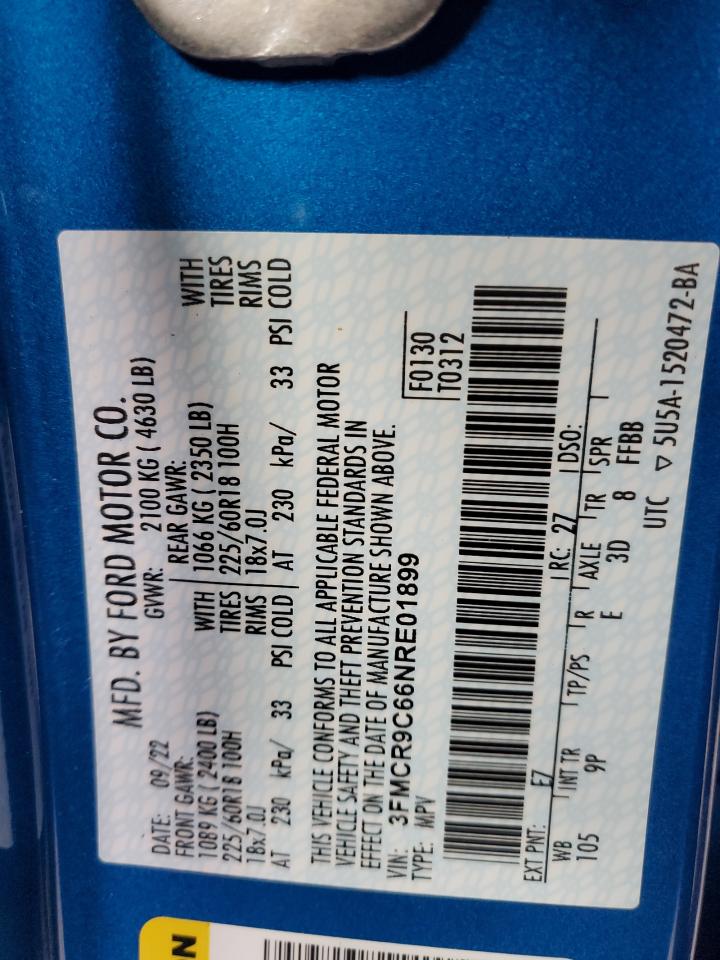 MFD. BY FORD MOTOR CO.
DATE: 09/22 GVWR: 2100 KG ( 4630 LB)
FRONT GAWR: REAR GAWR:
1089 KG ( 2400 LB) WITH 1066 KG ( 2350 LB) WITH
225/60R18 100H TIRES 225/60R18 100H TIRES
18x7.0J RIMS 18x7.0J RIMS
AT 230 kPa/ 33 PSI COLD AT 230 kPa/ 33 PSI COLD
THIS VEHICLE CONFORMS TO ALL APPLICABLE FEDERAL MOTOR
VEHICLE SAFETY AND THEFT PREVENTION STANDARDS IN
EFFECT ON THE DATE OF MANUFACTURE SHOWN ABOVE.
VIN: 3FMCR9C66NRE01899 F0130
TYPE: MPV T0312
EXT PNT: E7 RC: 27 DSO:
WB INT TR TP/PS R AXLE TR SPR
105 9P E 3D 8 FFBB
UTC ▽ 5U5A-1520472-BA
ON